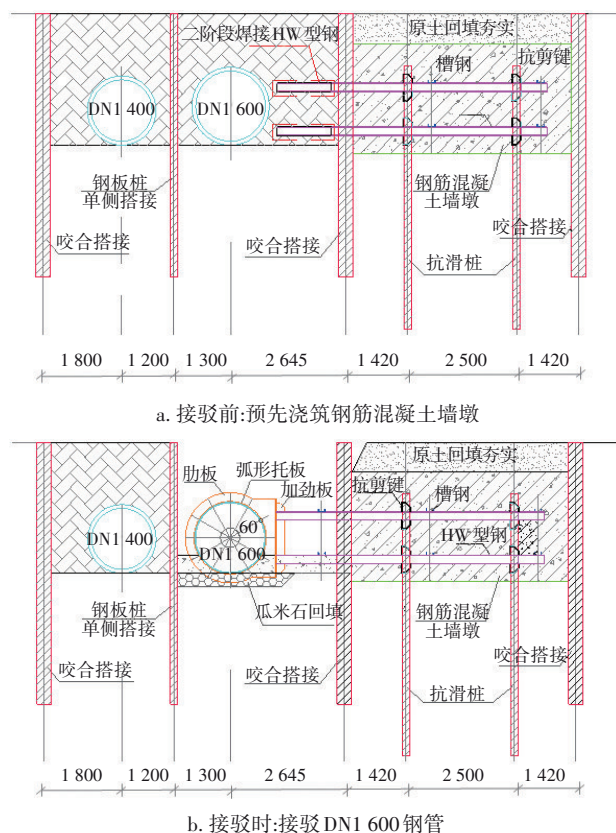 二阶段焊接HW型钢
原土回填夯实
槽钢
抗剪键
DN1 400
DN1 600
钢板桩
单侧搭接
钢筋混凝
土墙墩
咬合搭接
咬合搭接
咬合搭接
抗滑桩
1 800
1 200
1 300
2 645
1 420
2 500
1 420
a. 接驳前:预先浇筑钢筋混凝土墙墩
肋板
弧形托板
加劲板
原土回填夯实
抗剪键
槽钢
60°
DN1 400
DN1 600
HW型钢
钢板桩
单侧搭接
瓜米石回填
钢筋混凝
土墙墩
咬合搭接
咬合搭接
咬合搭接
抗滑桩
1 800
1 200
1 300
2 645
1 420
2 500
1 420
b. 接驳时:接驳DN1 600钢管